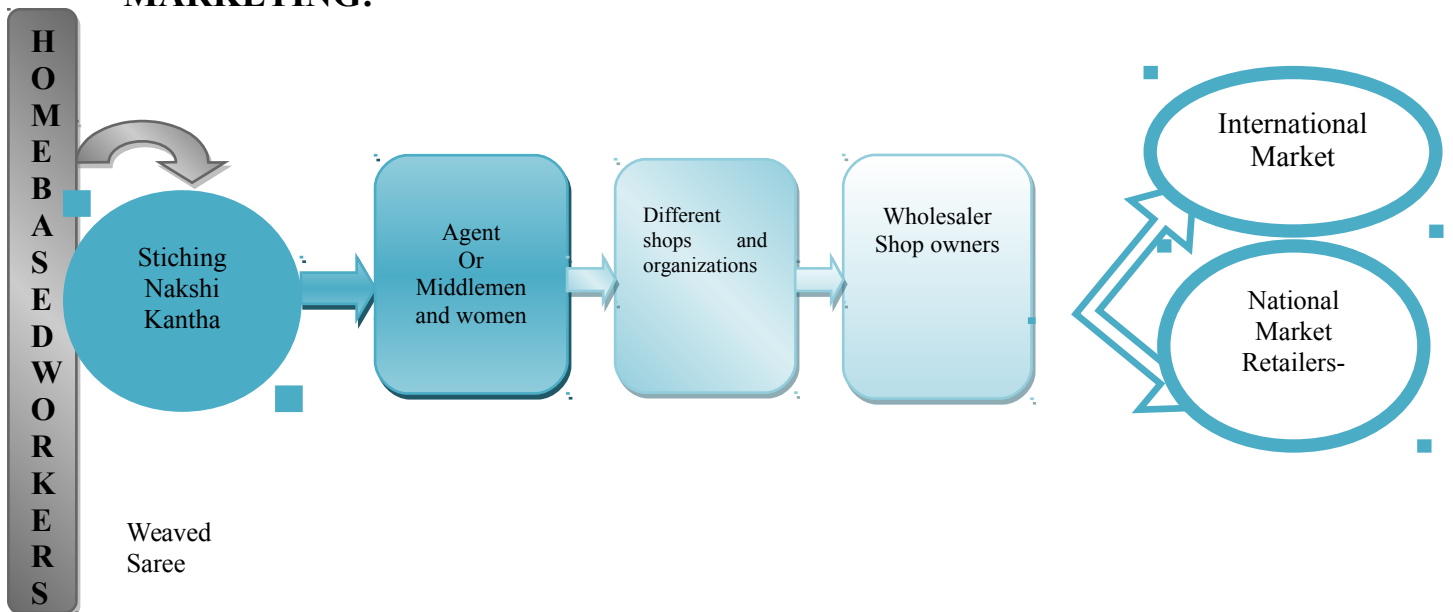 MARKETING:
H
O
M
E
B
A
S
E
D
W
O
R
K
E
R
S
Stiching
Nakshi
Kantha
Agent
Or
Middlemen
and women
Different
shops and
organizations
Wholesaler
Shop owners
International
Market
National
Market
Retailers-
Weaved
Saree